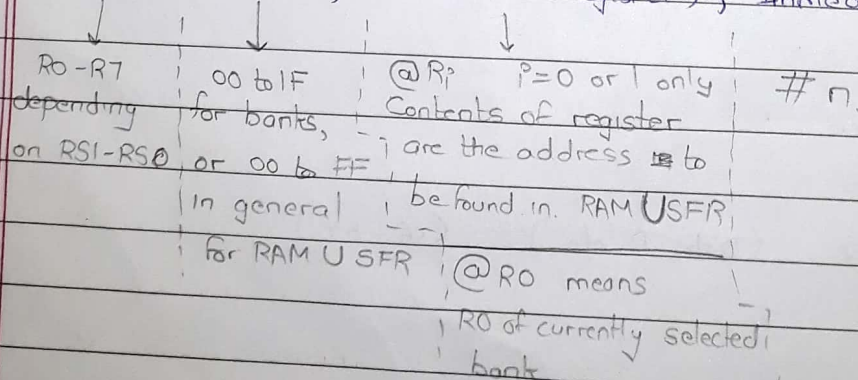 R0-R7
depending
on RS1-RS0
00 to 1F
for banks,
or 00 to FF
in general
for RAM U SFR
@Ri i=0 or 1 only
Contents of register
are the address to
be found in. RAM U SFR
@R0 means
R0 of currently selected
bank
#n